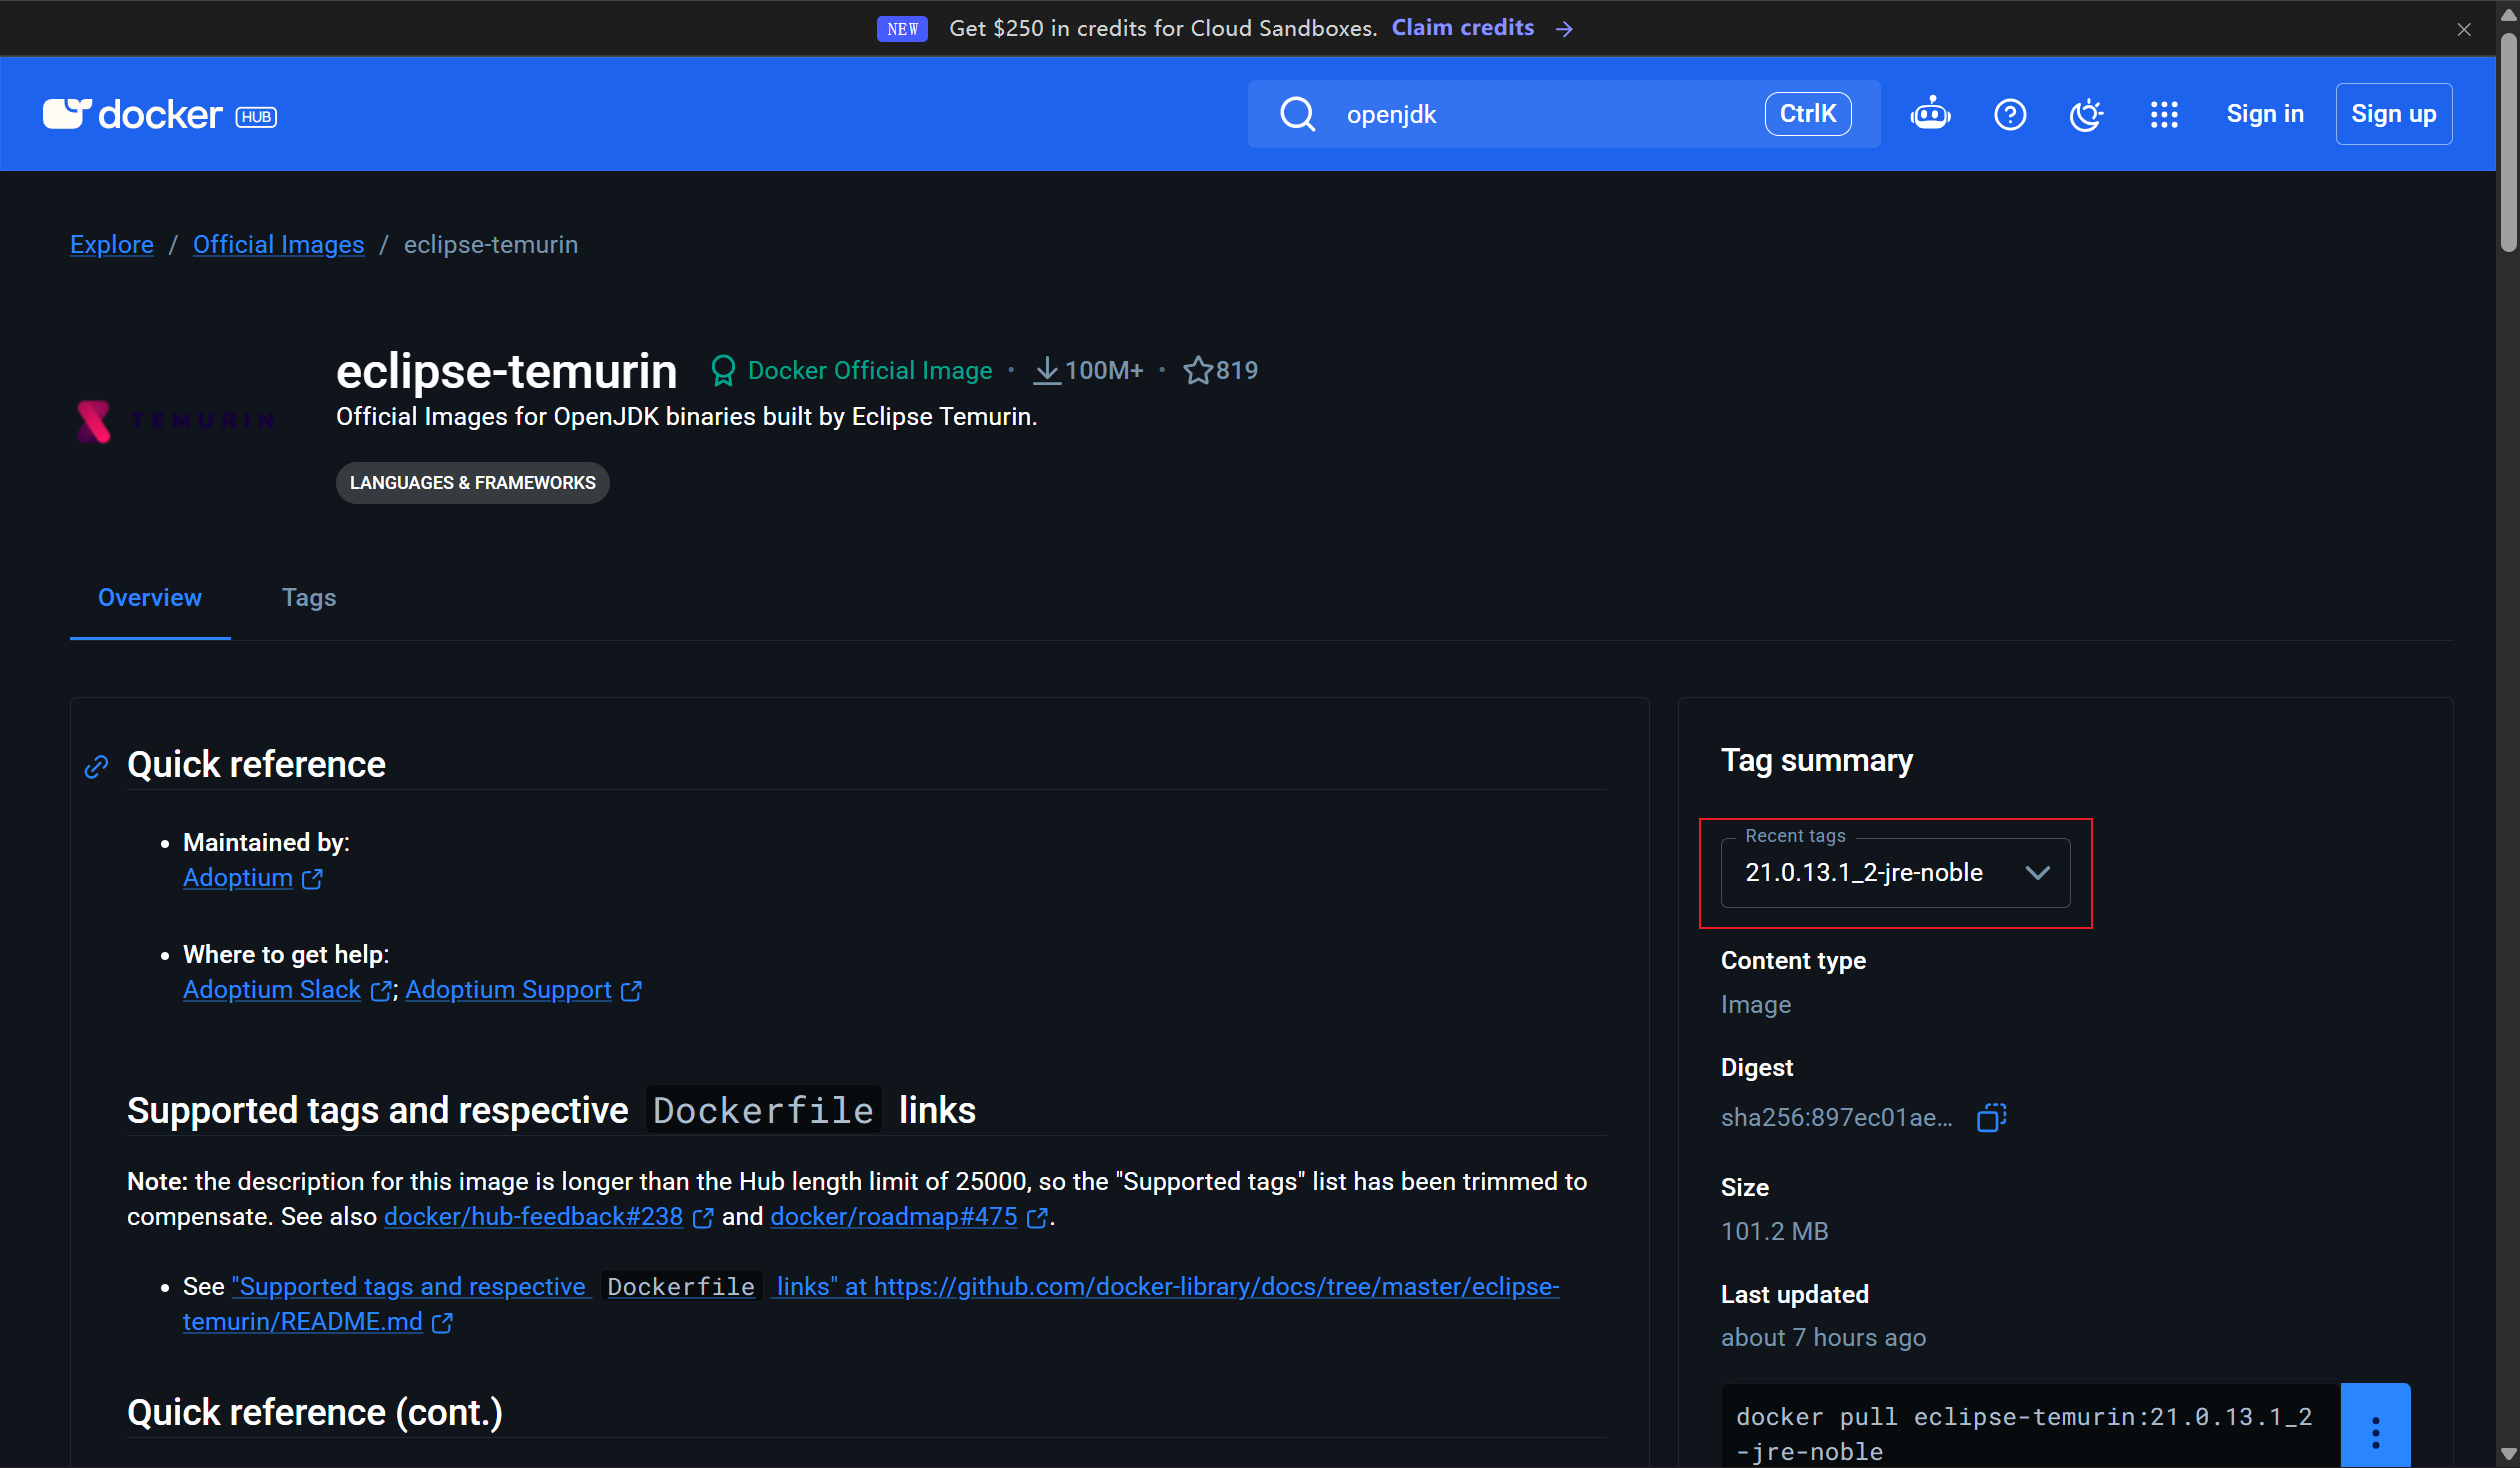 NEW Get $250 in credits for Cloud Sandboxes. Claim credits
docker HUB
openjdk
CtrlK
Sign in
Sign up
Explore / Official Images / eclipse-temurin
TEMURIN
eclipse-temurin
Docker Official Image • 100M+ • 819
Official Images for OpenJDK binaries built by Eclipse Temurin.
LANGUAGES & FRAMEWORKS
Overview
Tags
Quick reference
• Maintained by:
Adoptium
• Where to get help:
Adoptium Slack ; Adoptium Support
Supported tags and respective Dockerfile links
Note: the description for this image is longer than the Hub length limit of 25000, so the "Supported tags" list has been trimmed to
compensate. See also docker/hub-feedback#238 and docker/roadmap#475 .
• See "Supported tags and respective Dockerfile links" at https://github.com/docker-library/docs/tree/master/eclipse-
temurin/README.md
Quick reference (cont.)
Tag summary
Recent tags
21.0.13.1_2-jre-noble
Content type
Image
Digest
sha256:897ec01ae...
Size
101.2 MB
Last updated
about 7 hours ago
docker pull eclipse-temurin:21.0.13.1_2
-jre-noble